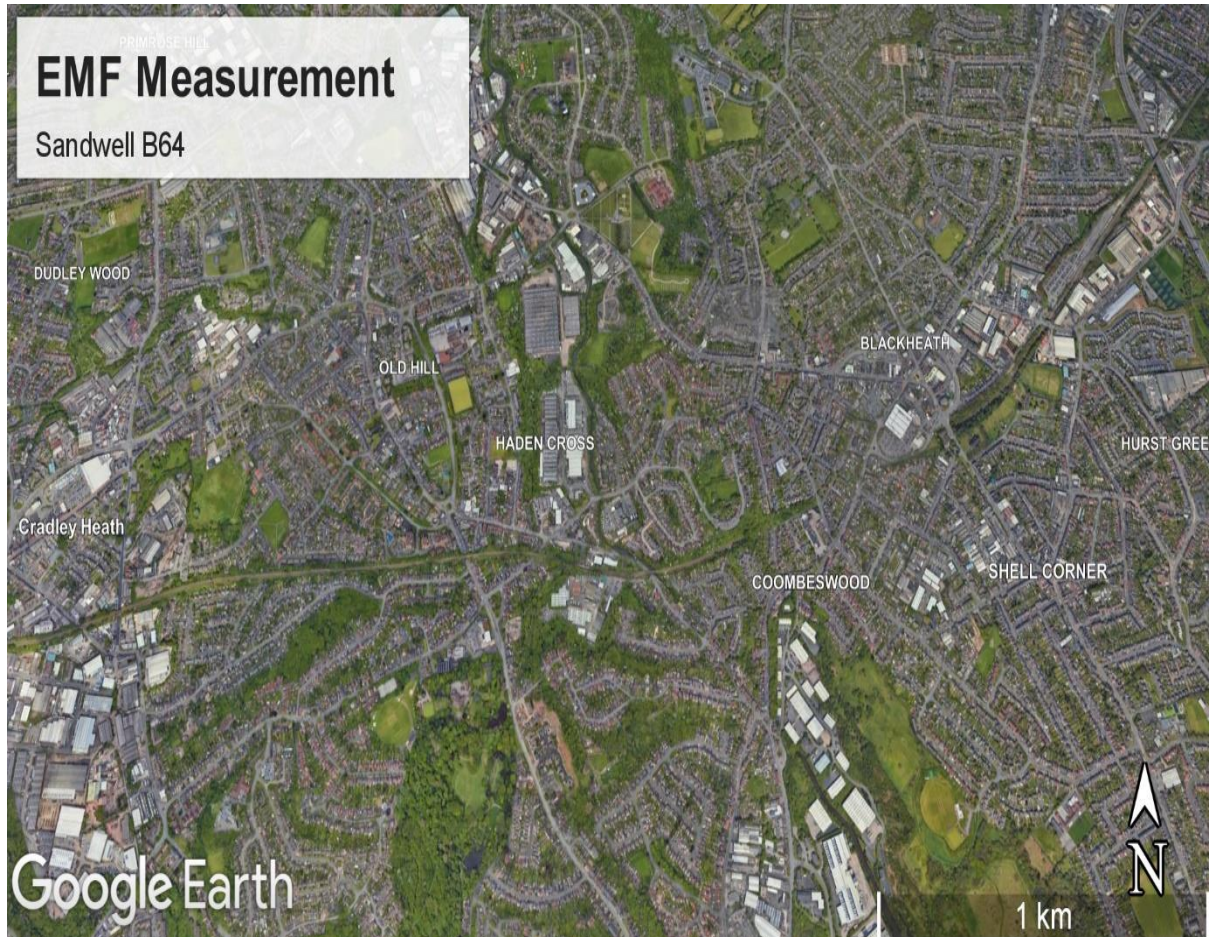 PRIMROSE HILL
EMF Measurement
Sandwell B64
DUDLEY WOOD
BLACKHEATH
OLD HILL
HADEN CROSS
HURST GREE
Cradley Heath
SHELL CORNER
COOMBESWOOD
Google Earth
N
1 km